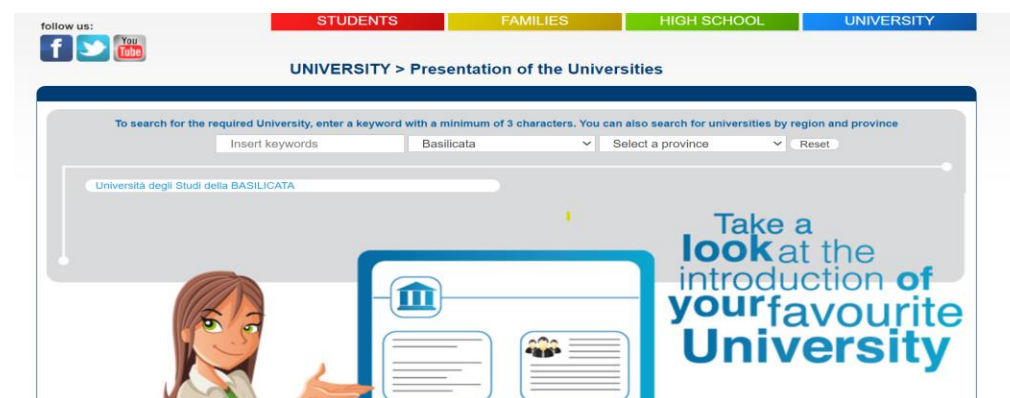 follow us:
STUDENTS
FAMILIES
HIGH SCHOOL
UNIVERSITY
f
You
Tube
UNIVERSITY > Presentation of the Universities
To search for the required University, enter a keyword with a minimum of 3 characters. You can also search for universities by region and province
Insert keywords
Basilicata
Select a province
Reset
Università degli Studi della BASILICATA
Take a
look at the
introduction of
your favourite
University